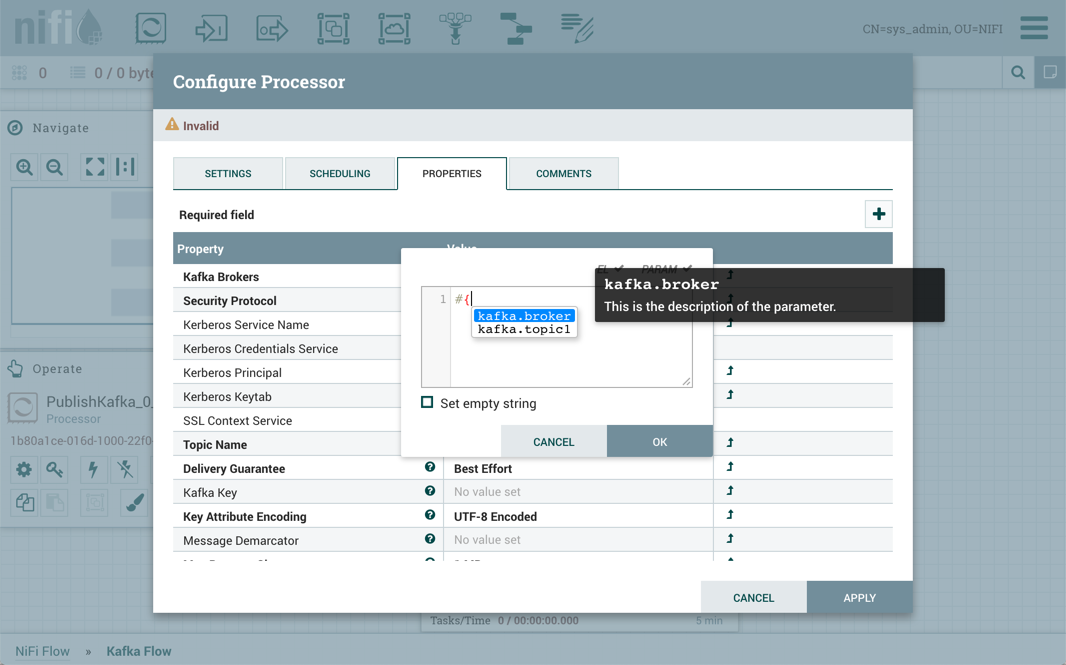 nifi
CN=sys_admin, OU=NIFI
0
0 / 0 byte
Configure Processor
Invalid
Navigate
SETTINGS
SCHEDULING
PROPERTIES
COMMENTS
Required field
Property
Value
EL
PARAM
kafka.broker
This is the description of the parameter.
1 #{
kafka.broker
kafka.topic1
Set empty string
CANCEL
OK
Kafka Brokers
Security Protocol
Kerberos Service Name
Kerberos Credentials Service
Kerberos Principal
Kerberos Keytab
SSL Context Service
Topic Name
Delivery Guarantee ? Best Effort
Kafka Key ? No value set
Key Attribute Encoding ? UTF-8 Encoded
Message Demarcator ? No value set
Operate
PublishKafka_0_
Processor
1b80a1ce-016d-1000-22f0
CANCEL
APPLY
Tasks/Time 0 / 00:00:00.000 5 min
NiFi Flow » Kafka Flow